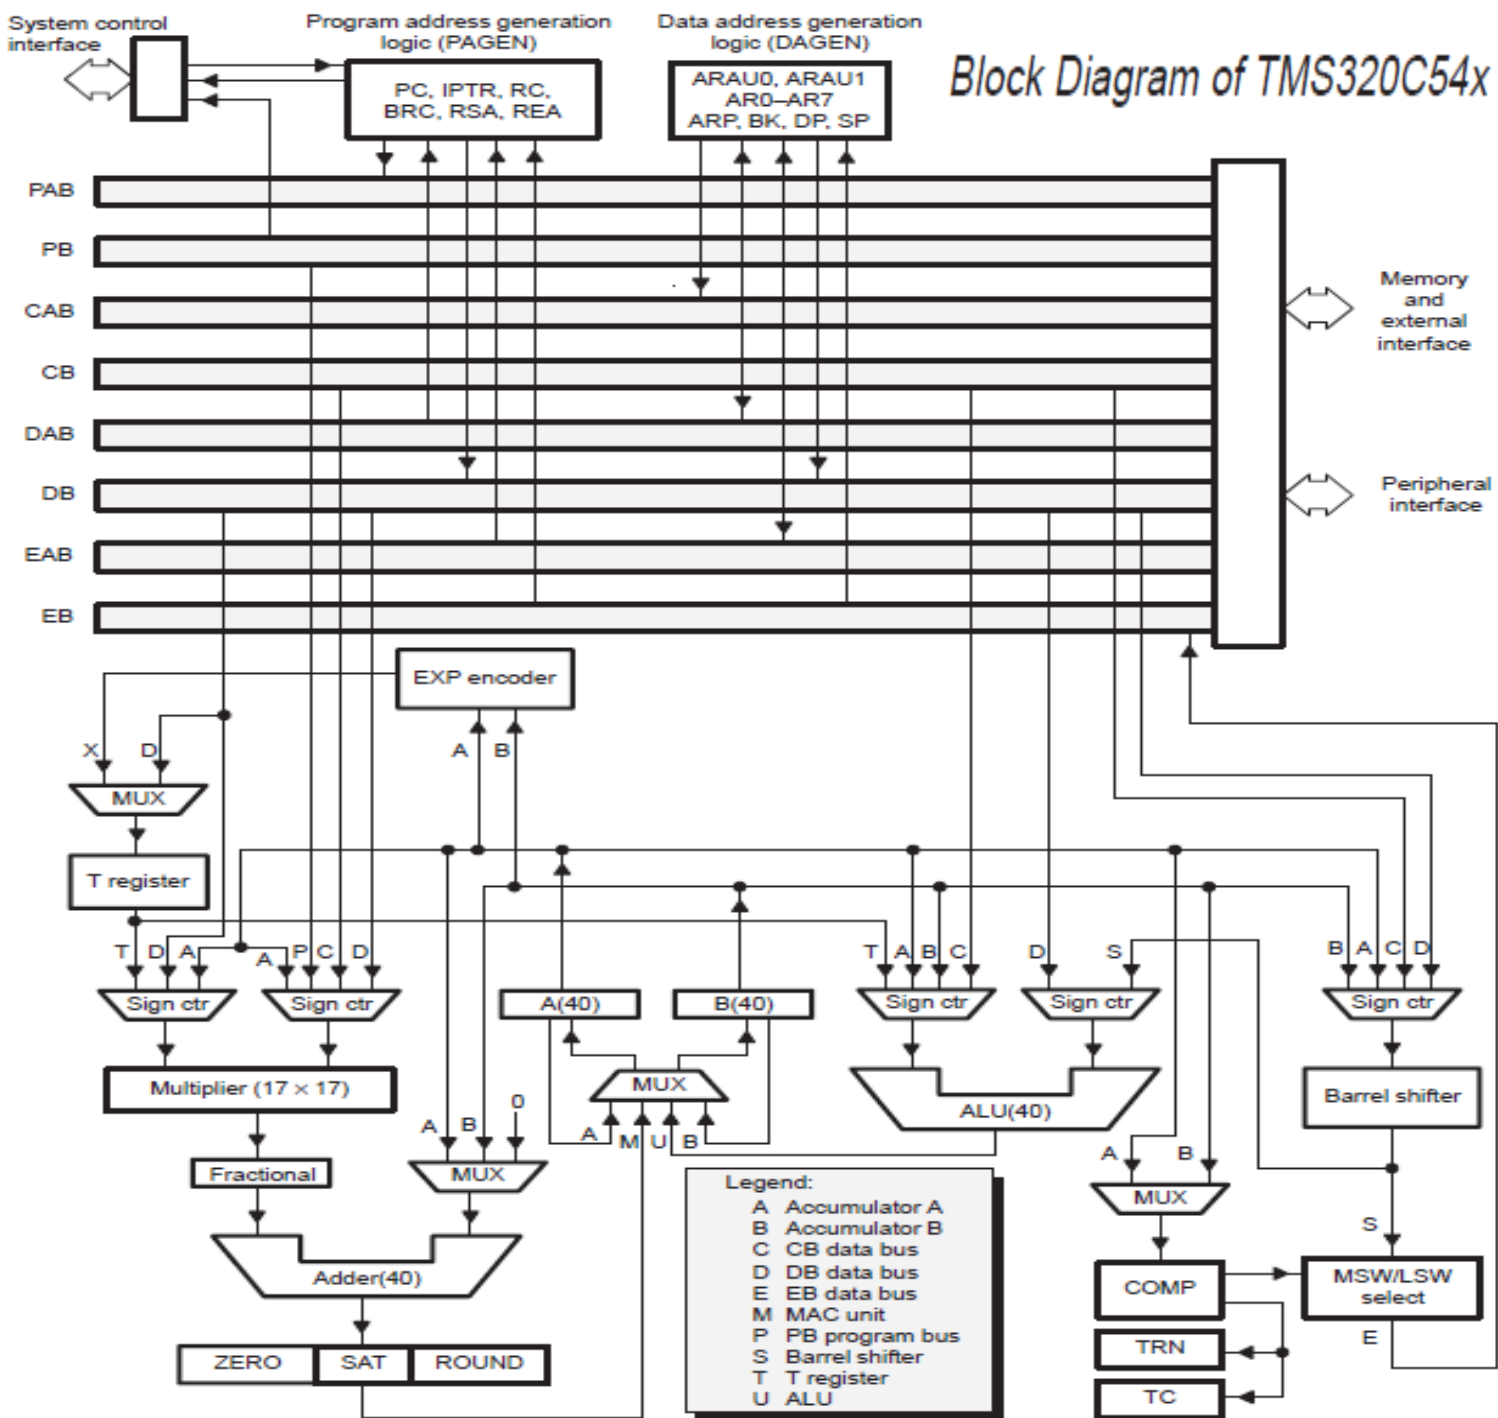 System control
interface
Program address generation
logic (PAGEN)
Data address generation
logic (DAGEN)
Block Diagram of TMS320C54x
PC, IPTR, RC,
BRC, RSA, REA
ARAU0, ARAU1
AR0–AR7
ARP, BK, DP, SP
PAB
PB
CAB
CB
DAB
DB
EAB
EB
Memory
and
external
interface
Peripheral
interface
EXP encoder
X D
A B
MUX
T register
T D A
A P C D
T A B C
D
S
B A C D
Sign ctr
Sign ctr
A(40)
B(40)
Sign ctr
Sign ctr
Sign ctr
Multiplier (17 × 17)
MUX
ALU(40)
Barrel shifter
A B 0
A M U B
A B
Fractional
MUX
MUX
S
Adder(40)
COMP
MSW/LSW
select
E
ZERO
SAT
ROUND
TRN
TC
Legend:
A Accumulator A
B Accumulator B
C CB data bus
D DB data bus
E EB data bus
M MAC unit
P PB program bus
S Barrel shifter
T T register
U ALU